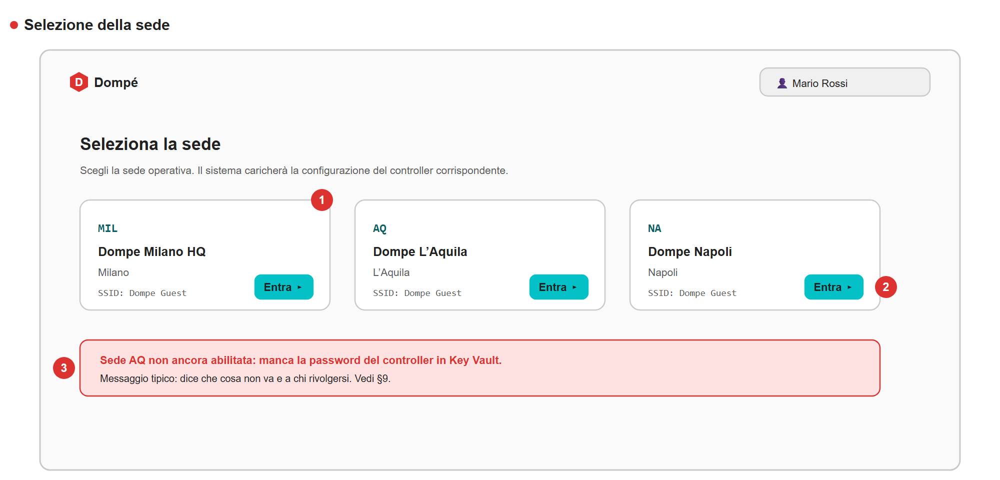 Selezione della sede
D Dompé
Mario Rossi
Seleziona la sede
Scegli la sede operativa. Il sistema caricherà la configurazione del controller corrispondente.
1
MIL
Dompe Milano HQ
Milano
SSID: Dompe Guest
Entra ▸
AQ
Dompe L’Aquila
L’Aquila
SSID: Dompe Guest
Entra ▸
NA
Dompe Napoli
Napoli
SSID: Dompe Guest
Entra ▸
2
3
Sede AQ non ancora abilitata: manca la password del controller in Key Vault.
Messaggio tipico: dice che cosa non va e a chi rivolgersi. Vedi §9.